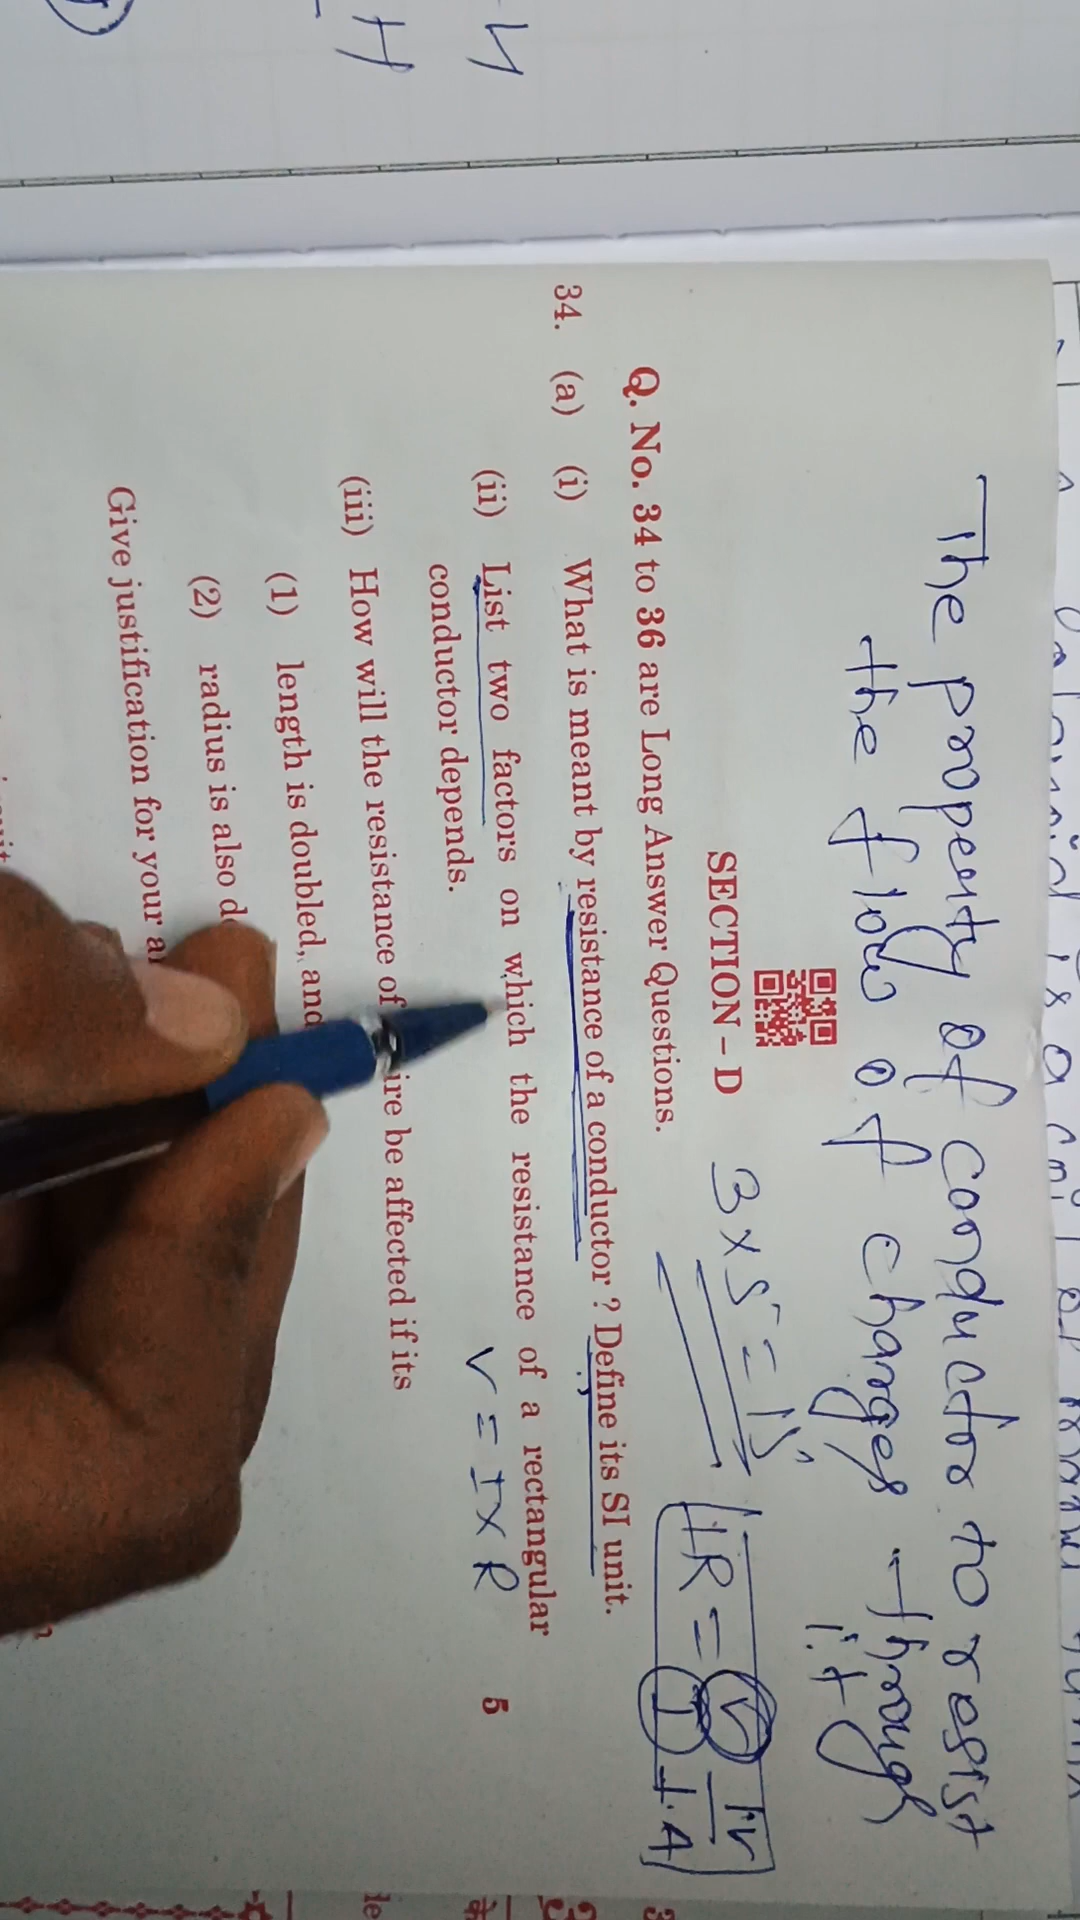 The property of conductor to resist
the flow of charges through
it
SECTION – D 3 x 5 = 15
Q. No. 34 to 36 are Long Answer Questions.
R = V 1V
I 1.A
34. (a) (i) What is meant by resistance of a conductor ? Define its SI unit.
(ii) List two factors on which the resistance of a rectangular
conductor depends.
V = I x R
5
(iii) How will the resistance of ire be affected if its
(1) length is doubled, and
(2) radius is also
Give justification for your